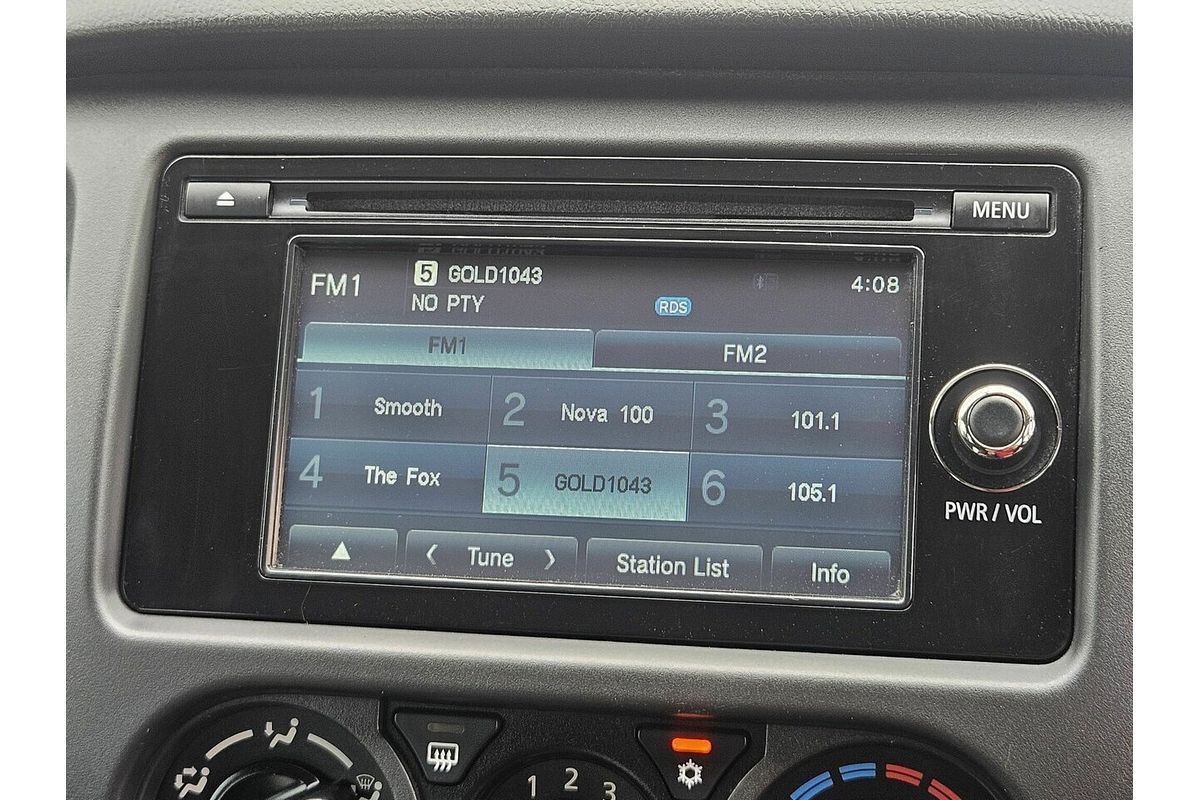 MENU
FM1
5 GOLD1043
4:08
NO PTY
RDS
FM1
FM2
1 Smooth
2 Nova 100
3 101.1
4 The Fox
5 GOLD1043
6 105.1
< Tune >
Station List
Info
PWR / VOL
1 2 3